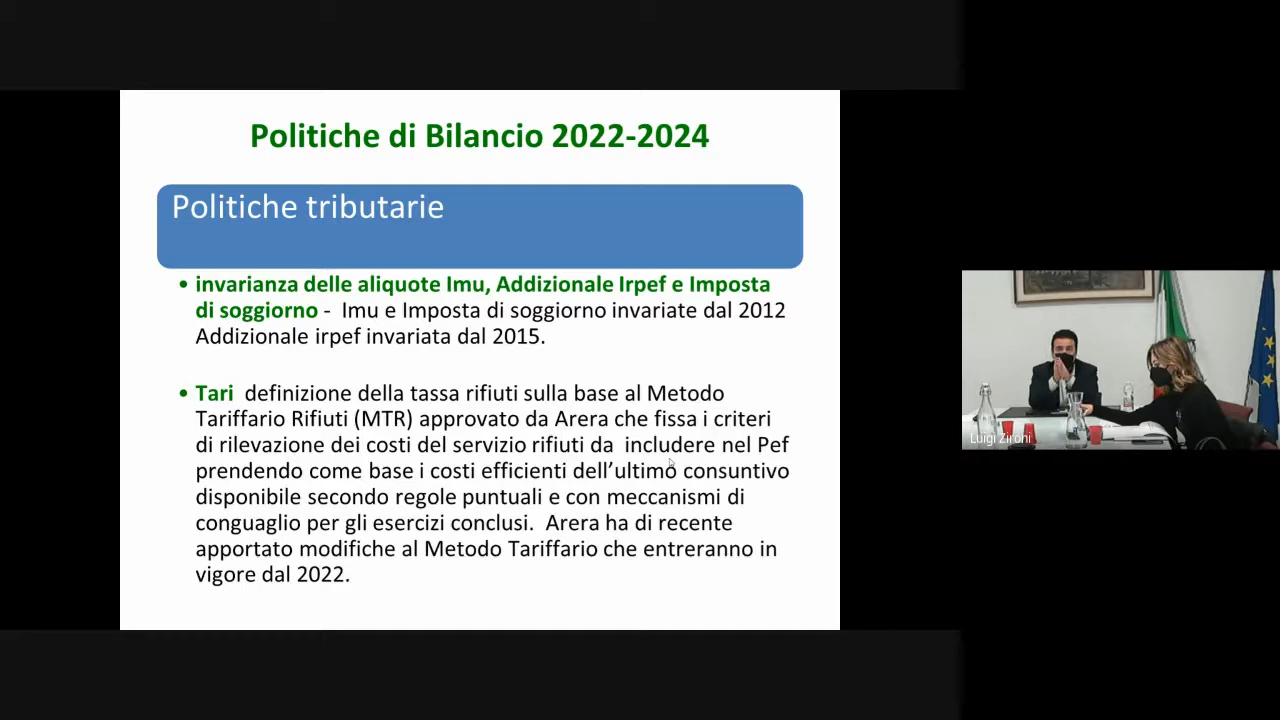 Politiche di Bilancio 2022-2024
Politiche tributarie
• invarianza delle aliquote Imu, Addizionale Irpef e Imposta
di soggiorno - Imu e Imposta di soggiorno invariate dal 2012
Addizionale irpef invariata dal 2015.
• Tari definizione della tassa rifiuti sulla base al Metodo
Tariffario Rifiuti (MTR) approvato da Arera che fissa i criteri
di rilevazione dei costi del servizio rifiuti da includere nel Pef
prendendo come base i costi efficienti dell’ultimo consuntivo
disponibile secondo regole puntuali e con meccanismi di
conguaglio per gli esercizi conclusi. Arera ha di recente
apportato modifiche al Metodo Tariffario che entreranno in
vigore dal 2022.
Luigi Zironi